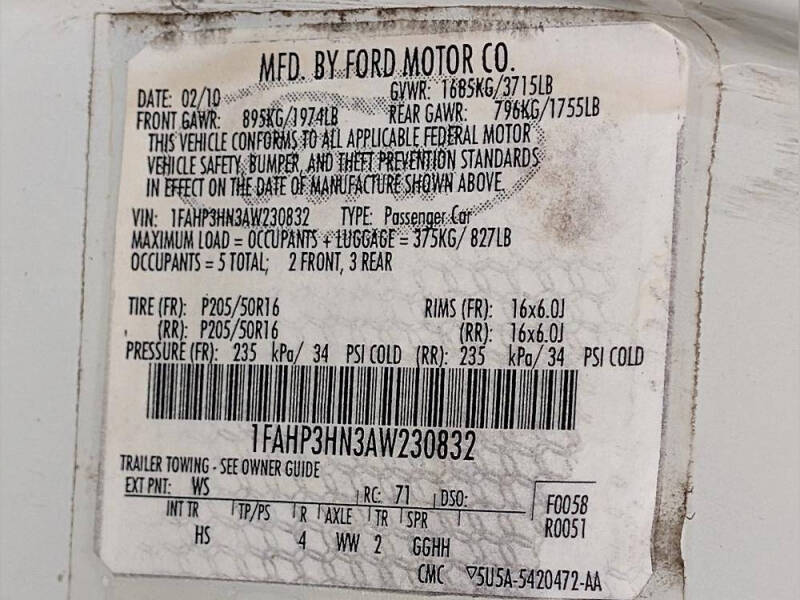 MFD. BY FORD MOTOR CO.
DATE: 02/10 GVWR: 1685KG/3715LB
FRONT GAWR: 895KG/1974LB REAR GAWR: 796KG/1755LB
THIS VEHICLE CONFORMS TO ALL APPLICABLE FEDERAL MOTOR
VEHICLE SAFETY, BUMPER, AND THEFT PREVENTION STANDARDS
IN EFFECT ON THE DATE OF MANUFACTURE SHOWN ABOVE.
VIN: 1FAHP3HN3AW230832 TYPE: Passenger Car
MAXIMUM LOAD = OCCUPANTS + LUGGAGE = 375KG/ 827LB
OCCUPANTS = 5 TOTAL; 2 FRONT, 3 REAR
TIRE (FR): P205/50R16 RIMS (FR): 16x6.0J
(RR): P205/50R16 (RR): 16x6.0J
PRESSURE (FR): 235 kPa/ 34 PSI COLD (RR): 235 kPa/ 34 PSI COLD
1FAHP3HN3AW230832
TRAILER TOWING - SEE OWNER GUIDE
EXT PNT: WS RC: 71 DSO: F0058
INT TR TP/PS R AXLE TR SPR R0051
HS 4 WW 2 GGHH
CMC ▽5U5A-5420472-AA